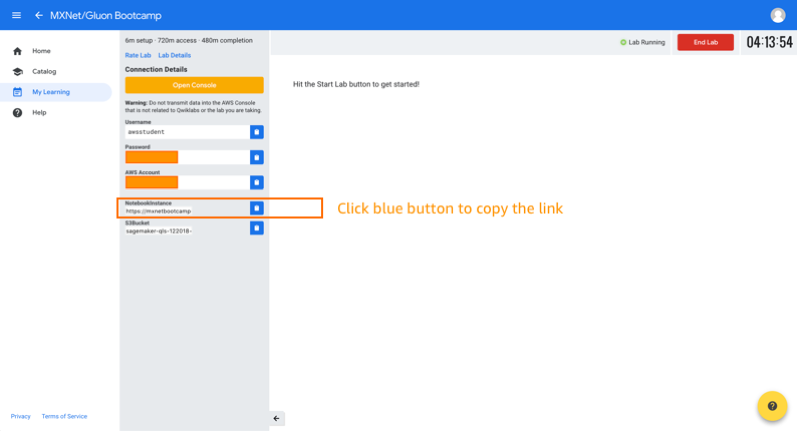 MXNet/Gluon Bootcamp
Home
Catalog
My Learning
Help
6m setup · 720m access · 480m completion
Rate Lab Lab Details
Connection Details
Open Console
Warning: Do not transmit data into the AWS Console
that is not related to Qwiklabs or the lab you are taking.
Username
awsstudent
Password
AWS Account
NotebookInstance
https://mxnetbootcamp
S3Bucket
sagemaker-qls-122018-
Lab Running
End Lab
04:13:54
Hit the Start Lab button to get started!
Click blue button to copy the link
Privacy Terms of Service